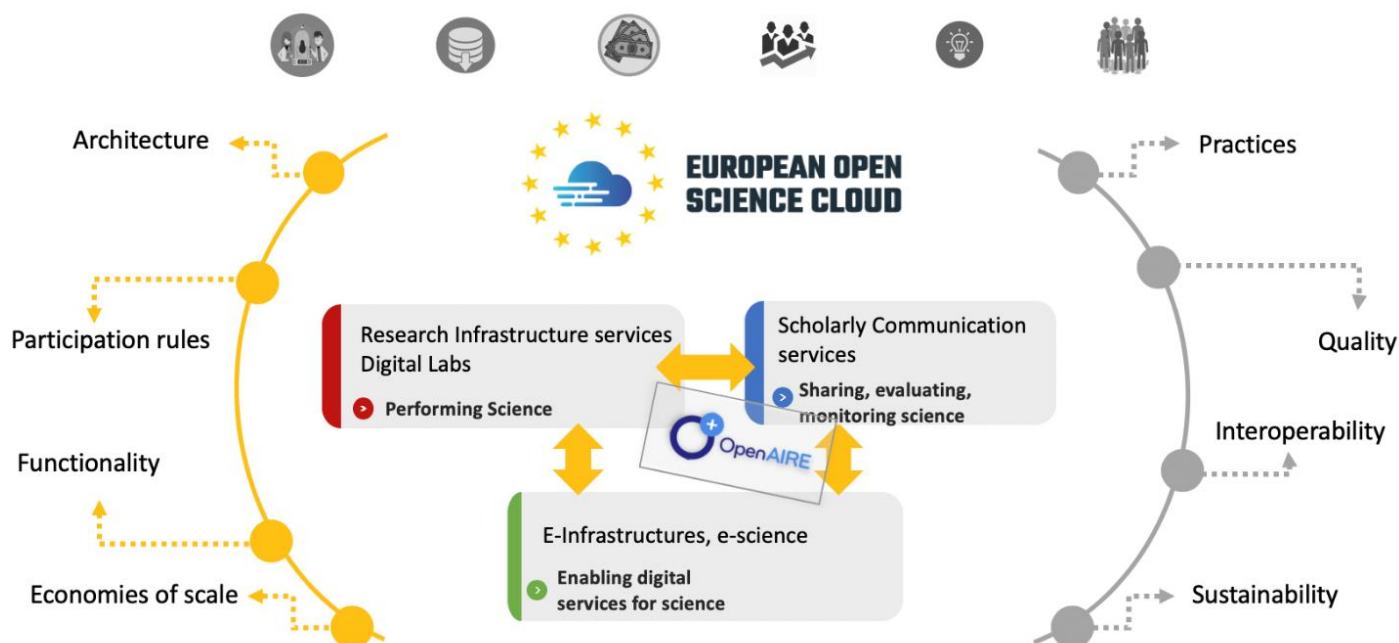 EUROPEAN OPEN
SCIENCE CLOUD
Architecture
Participation rules
Functionality
Economies of scale
Research Infrastructure services
Digital Labs
Performing Science
Scholarly Communication
services
Sharing, evaluating,
monitoring science
OpenAIRE
E-Infrastructures, e-science
Enabling digital
services for science
Practices
Quality
Interoperability
Sustainability